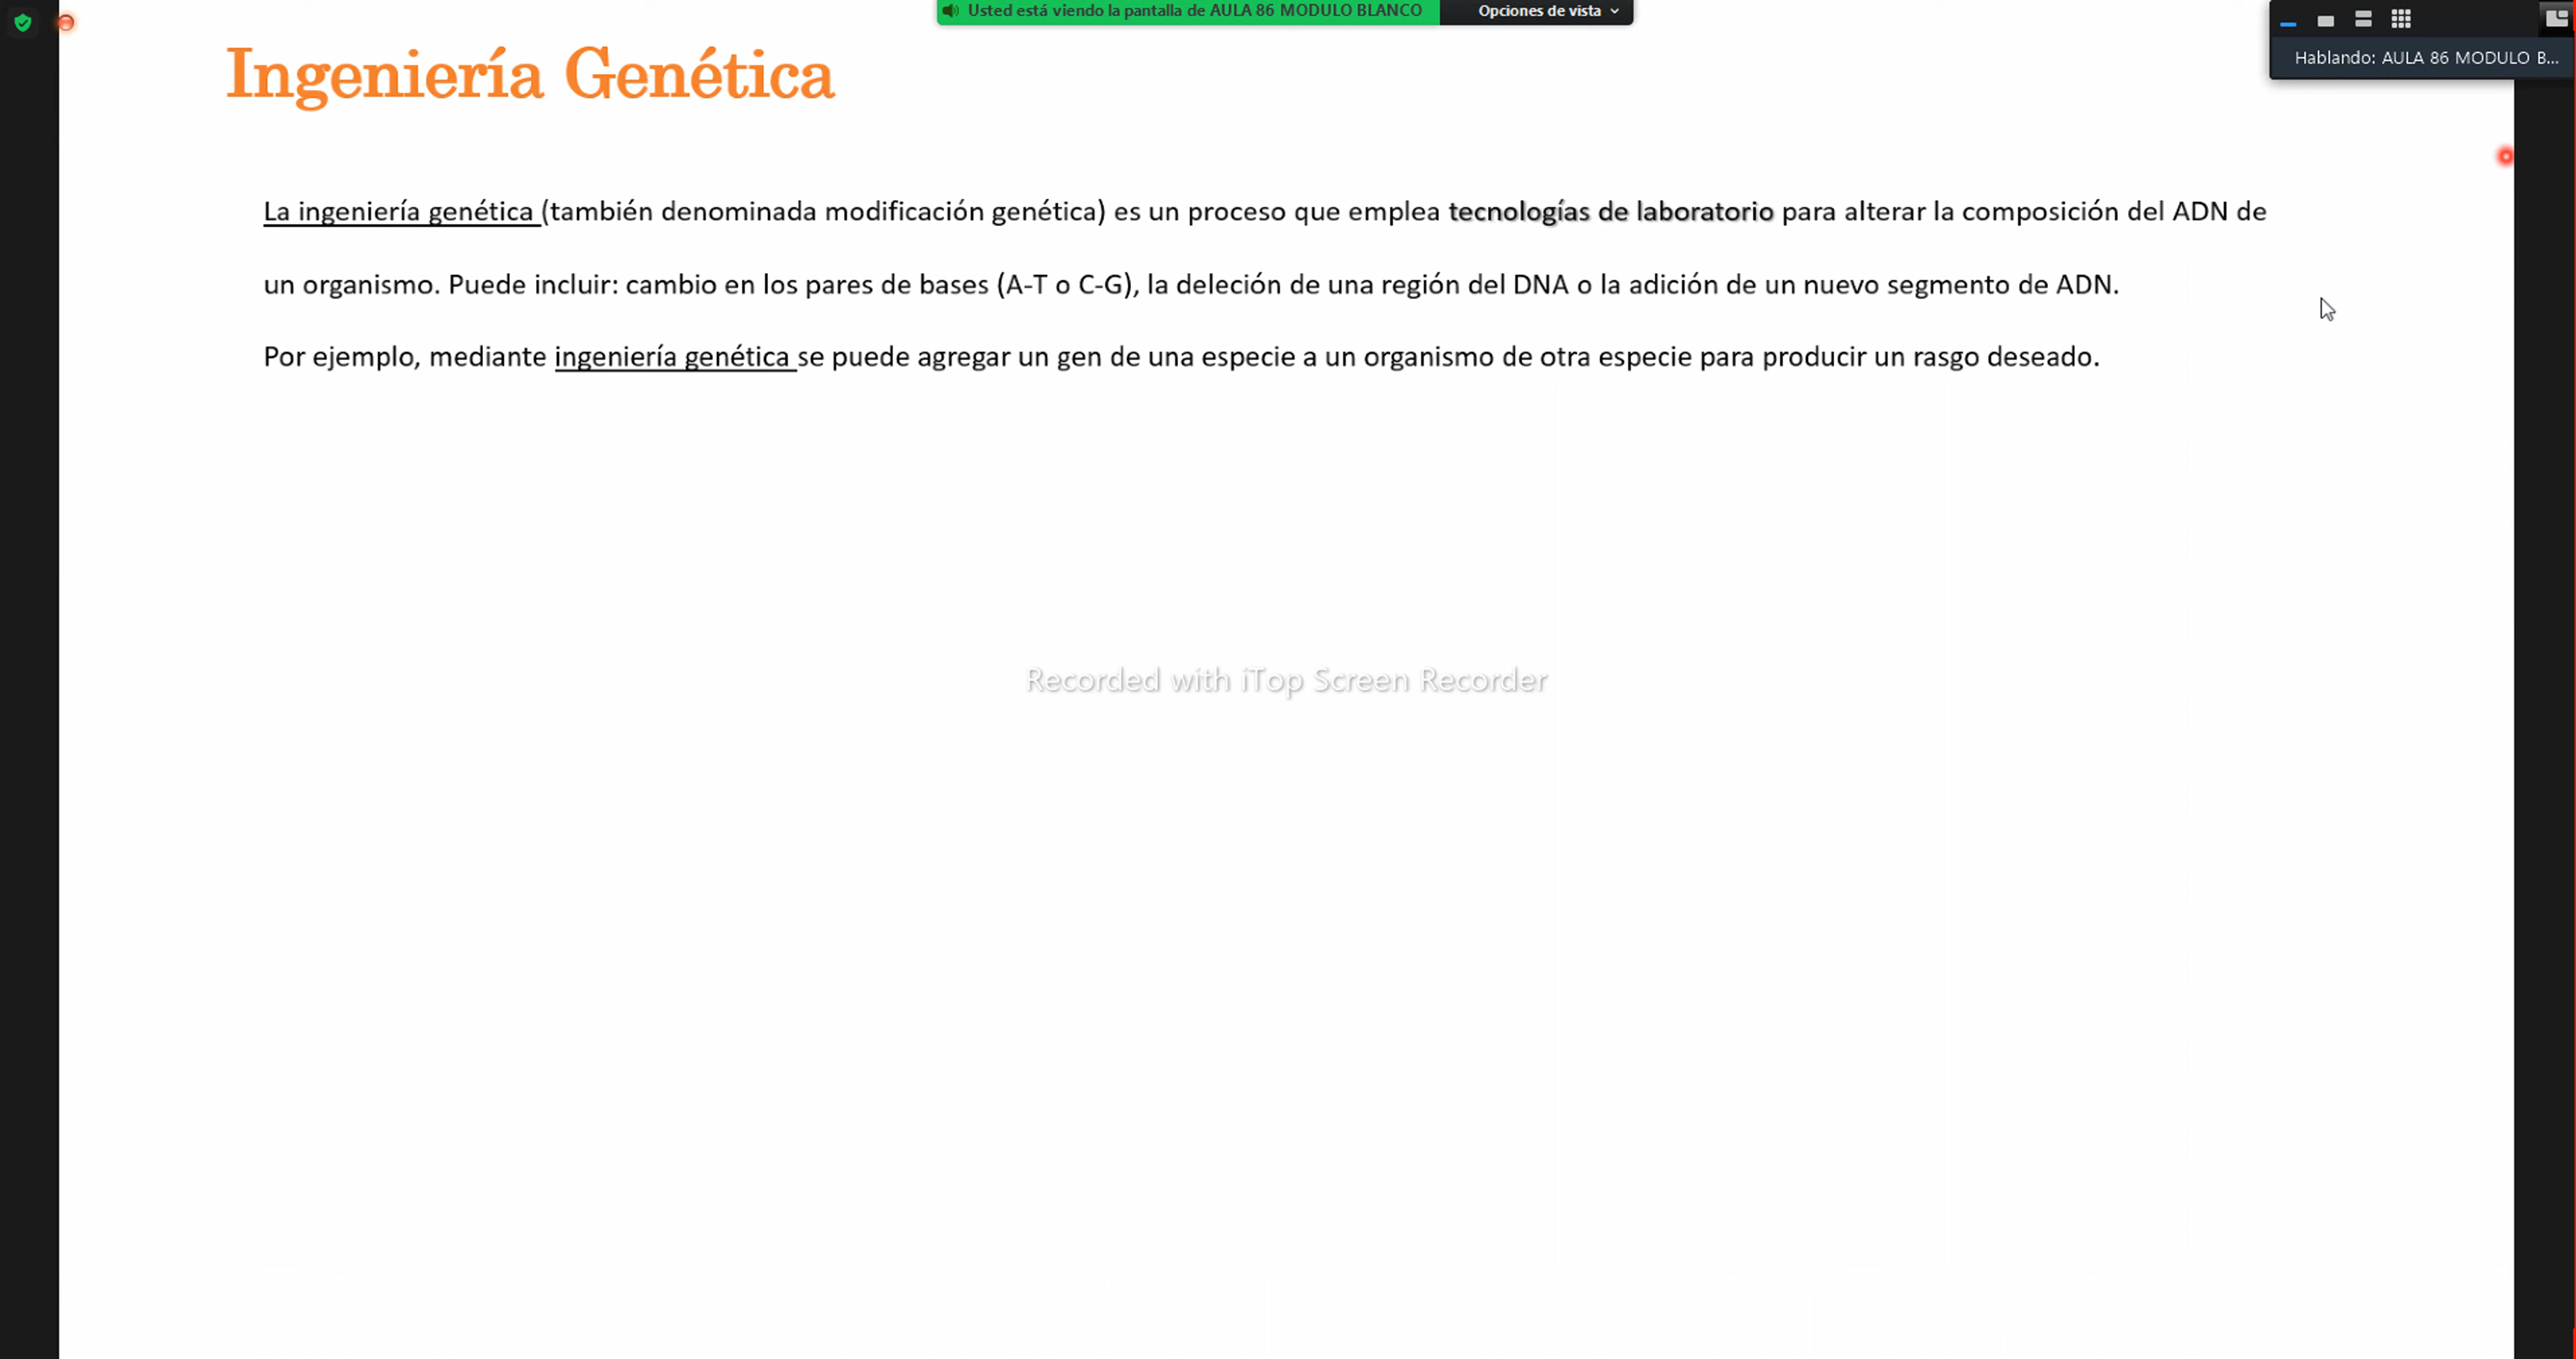 Usted está viendo la pantalla de AULA 86 MODULO BLANCO
Opciones de vista
Hablando: AULA 86 MODULO B...
Ingeniería Genética
La ingeniería genética (también denominada modificación genética) es un proceso que emplea tecnologías de laboratorio para alterar la composición del ADN de
un organismo. Puede incluir: cambio en los pares de bases (A-T o C-G), la deleción de una región del DNA o la adición de un nuevo segmento de ADN.
Por ejemplo, mediante ingeniería genética se puede agregar un gen de una especie a un organismo de otra especie para producir un rasgo deseado.
Recorded with iTop Screen Recorder